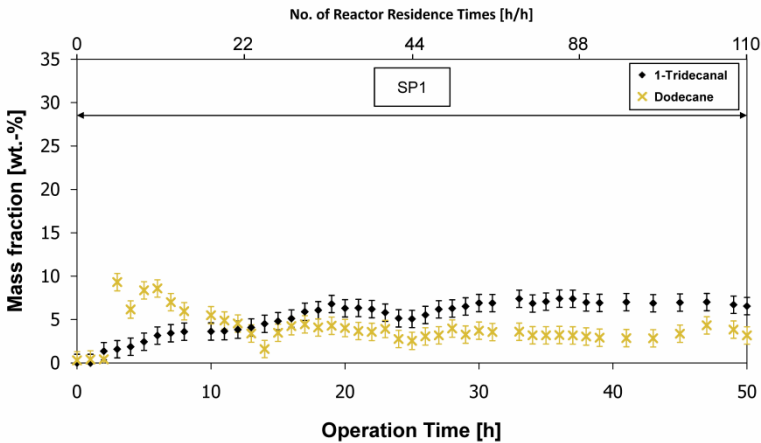 No. of Reactor Residence Times [h/h]
0 22 44 88 110
35
30
25
20
15
10
5
0
SP1
1-Tridecanal
Dodecane
Mass fraction [wt.-%]
0 10 20 30 40 50
Operation Time [h]